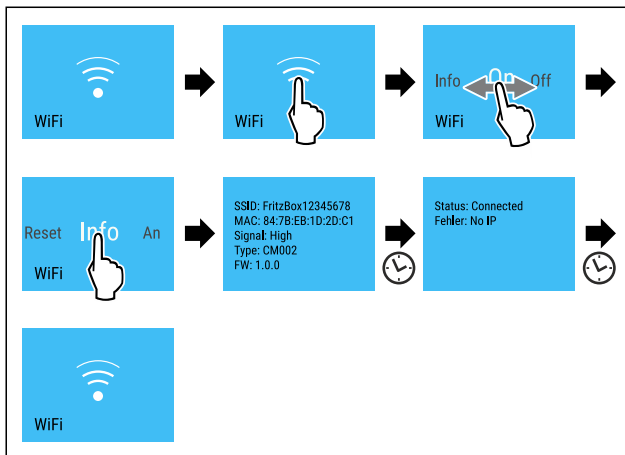 WiFi
WiFi
Info On Off
WiFi
Reset Info An
WiFi
SSID: FritzBox12345678
MAC: 84:7B:EB:1D:2D:C1
Signal: High
Type: CM002
FW: 1.0.0
Status: Connected
Fehler: No IP
WiFi